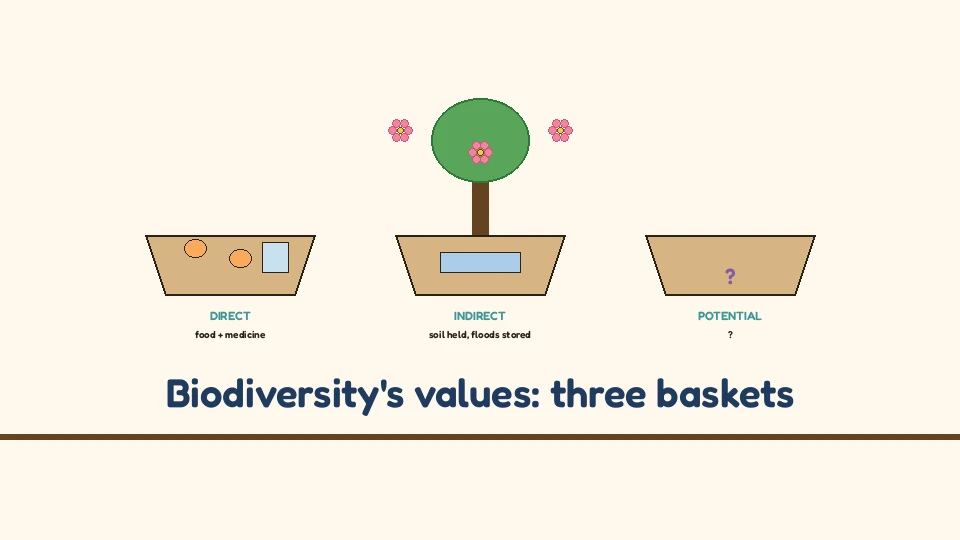 ?
DIRECT
INDIRECT
POTENTIAL
food + medicine
soil held, floods stored
?
Biodiversity's values: three baskets